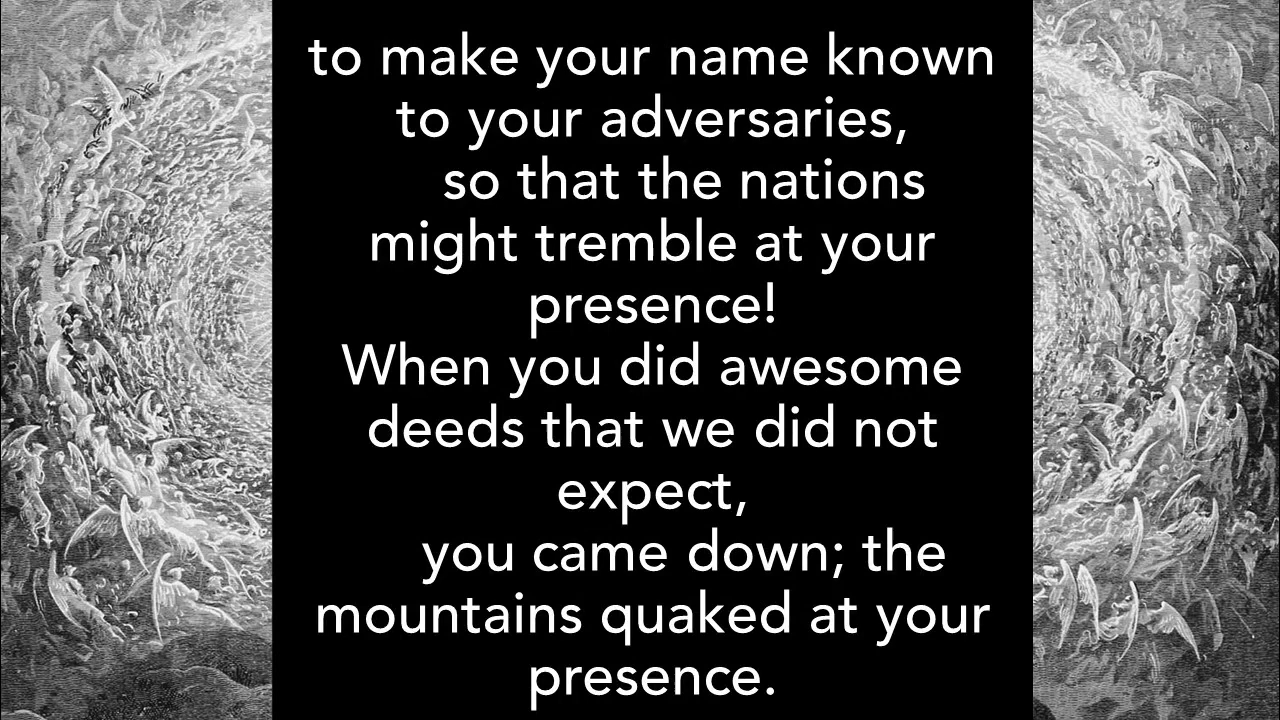 to make your name known
to your adversaries,
so that the nations
might tremble at your
presence!
When you did awesome
deeds that we did not
expect,
you came down; the
mountains quaked at your
presence.